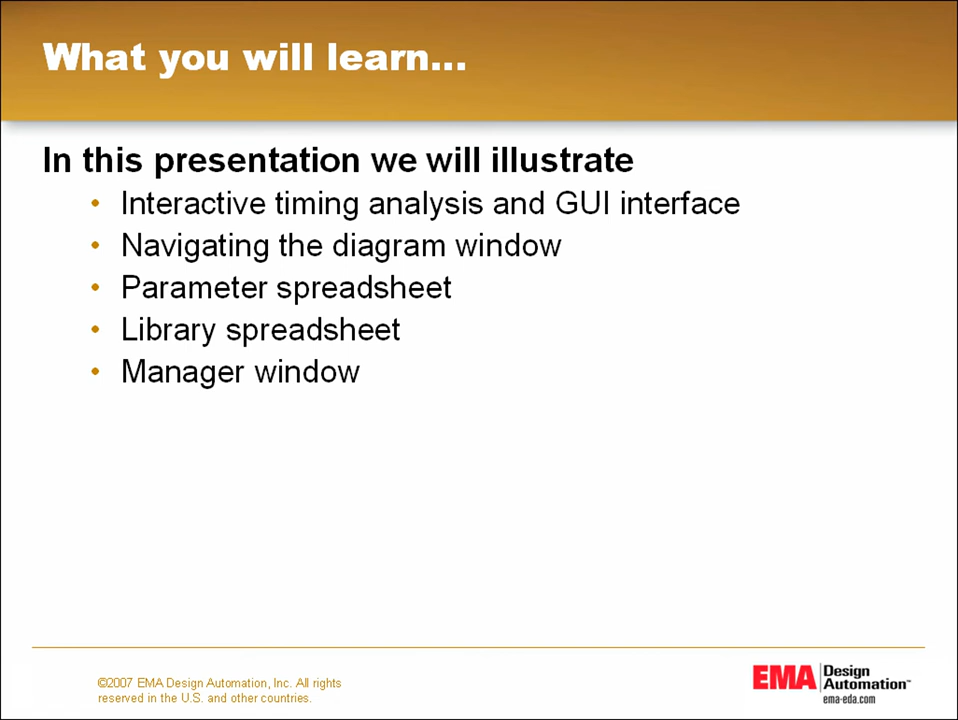 What you will learn...
In this presentation we will illustrate
• Interactive timing analysis and GUI interface
• Navigating the diagram window
• Parameter spreadsheet
• Library spreadsheet
• Manager window
©2007 EMA Design Automation, Inc. All rights
reserved in the U.S. and other countries.
EMA Design
Automation™
ema-eda.com